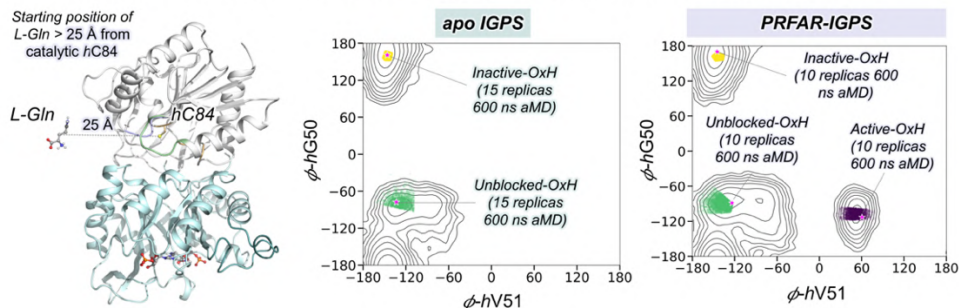 Starting position of
L-Gln > 25 Å from
catalytic hC84
L-Gln
25 Å
hC84
apo IGPS
180
120
60
0
−60
−120
−180
ϕ-hG50
Inactive-OxH
(15 replicas
600 ns aMD)
Unblocked-OxH
(15 replicas
600 ns aMD)
−180 −120 −60 0 60 120 180
ϕ-hV51
PRFAR-IGPS
180
120
60
0
−60
−120
−180
ϕ-hG50
Inactive-OxH
(10 replicas 600
ns aMD)
Unblocked-OxH
(10 replicas
600 ns aMD)
Active-OxH
(10 replicas
600 ns aMD)
−180 −120 −60 0 60 120 180
ϕ-hV51